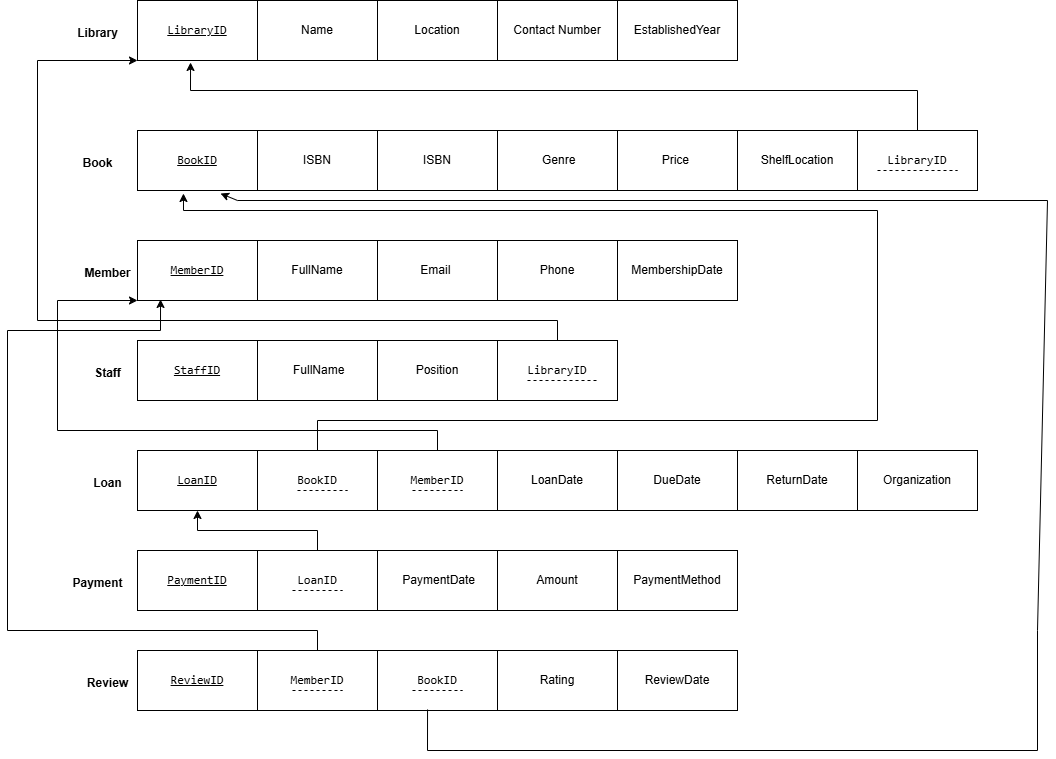 Library LibraryID Name Location Contact Number EstablishedYear
Book BookID ISBN ISBN Genre Price ShelfLocation LibraryID
Member MemberID FullName Email Phone MembershipDate
Staff StaffID FullName Position LibraryID
Loan LoanID BookID MemberID LoanDate DueDate ReturnDate Organization
Payment PaymentID LoanID PaymentDate Amount PaymentMethod
Review ReviewID MemberID BookID Rating ReviewDate